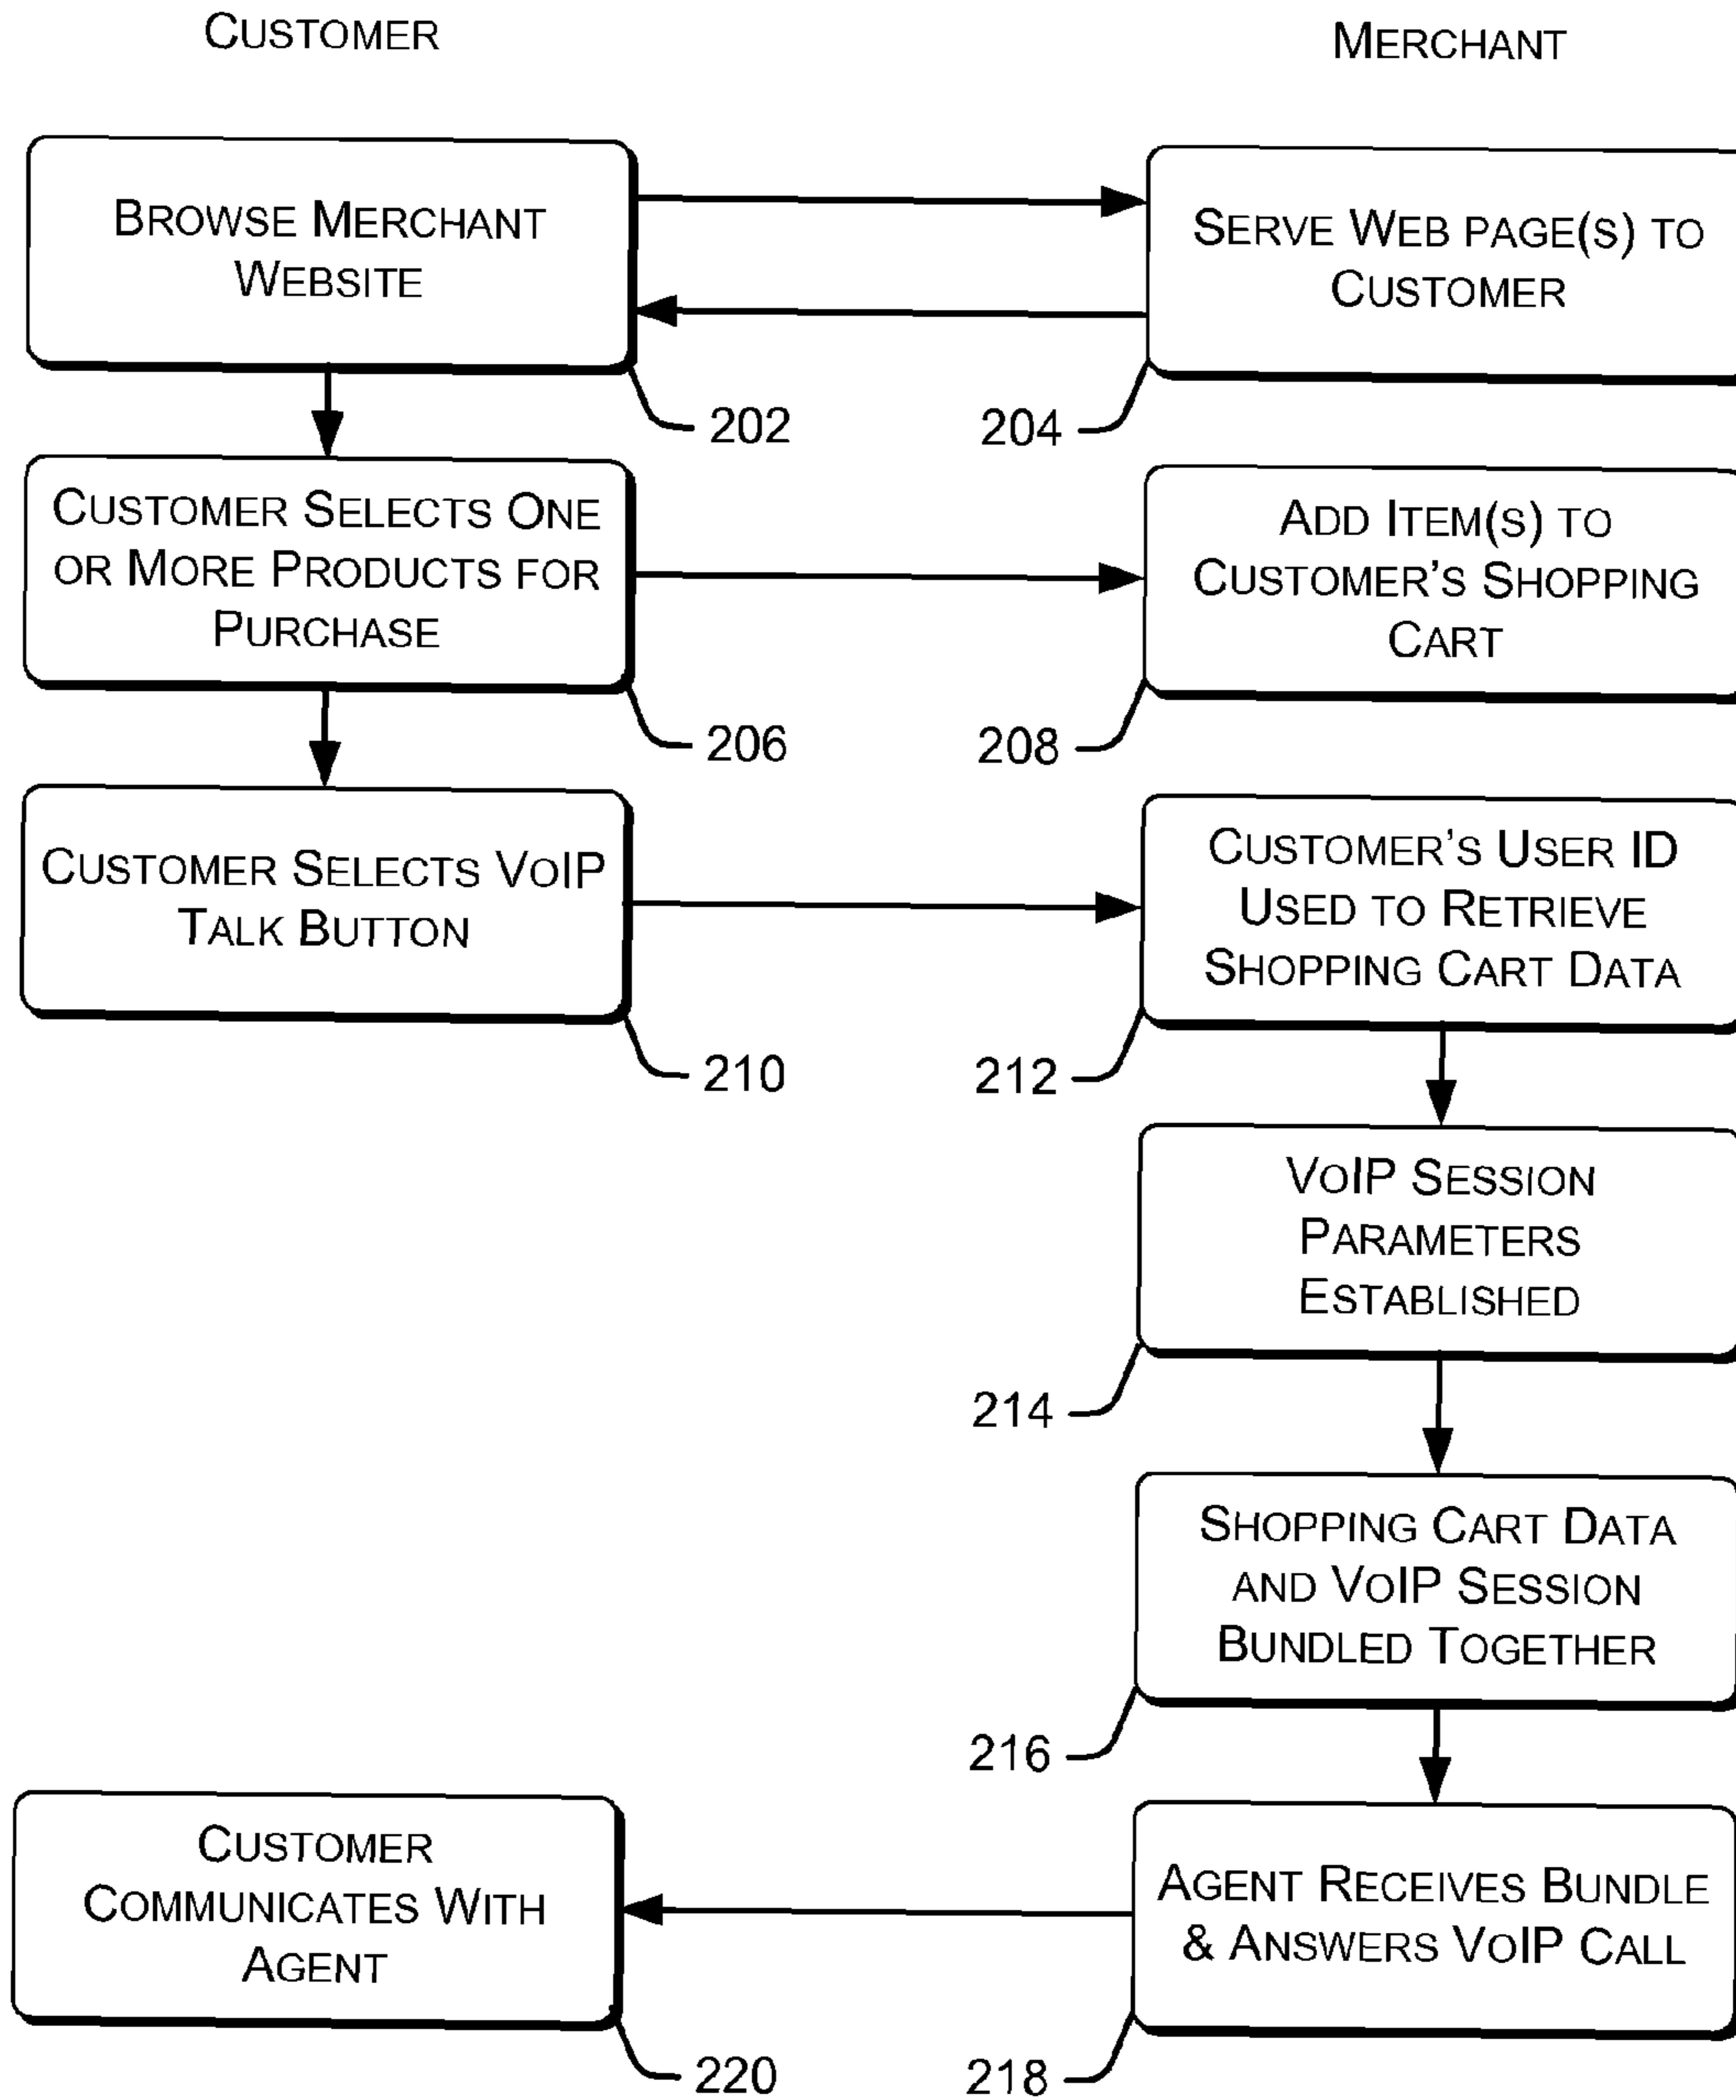 CUSTOMER
MERCHANT
BROWSE MERCHANT
WEBSITE
SERVE WEB PAGE(S) TO
CUSTOMER
202
204
CUSTOMER SELECTS ONE
OR MORE PRODUCTS FOR
PURCHASE
ADD ITEM(S) TO
CUSTOMER'S SHOPPING
CART
206
208
CUSTOMER SELECTS VOIP
TALK BUTTON
CUSTOMER'S USER ID
USED TO RETRIEVE
SHOPPING CART DATA
210
212
VOIP SESSION
PARAMETERS
ESTABLISHED
214
SHOPPING CART DATA
AND VOIP SESSION
BUNDLED TOGETHER
216
CUSTOMER
COMMUNICATES WITH
AGENT
AGENT RECEIVES BUNDLE
& ANSWERS VOIP CALL
220
218